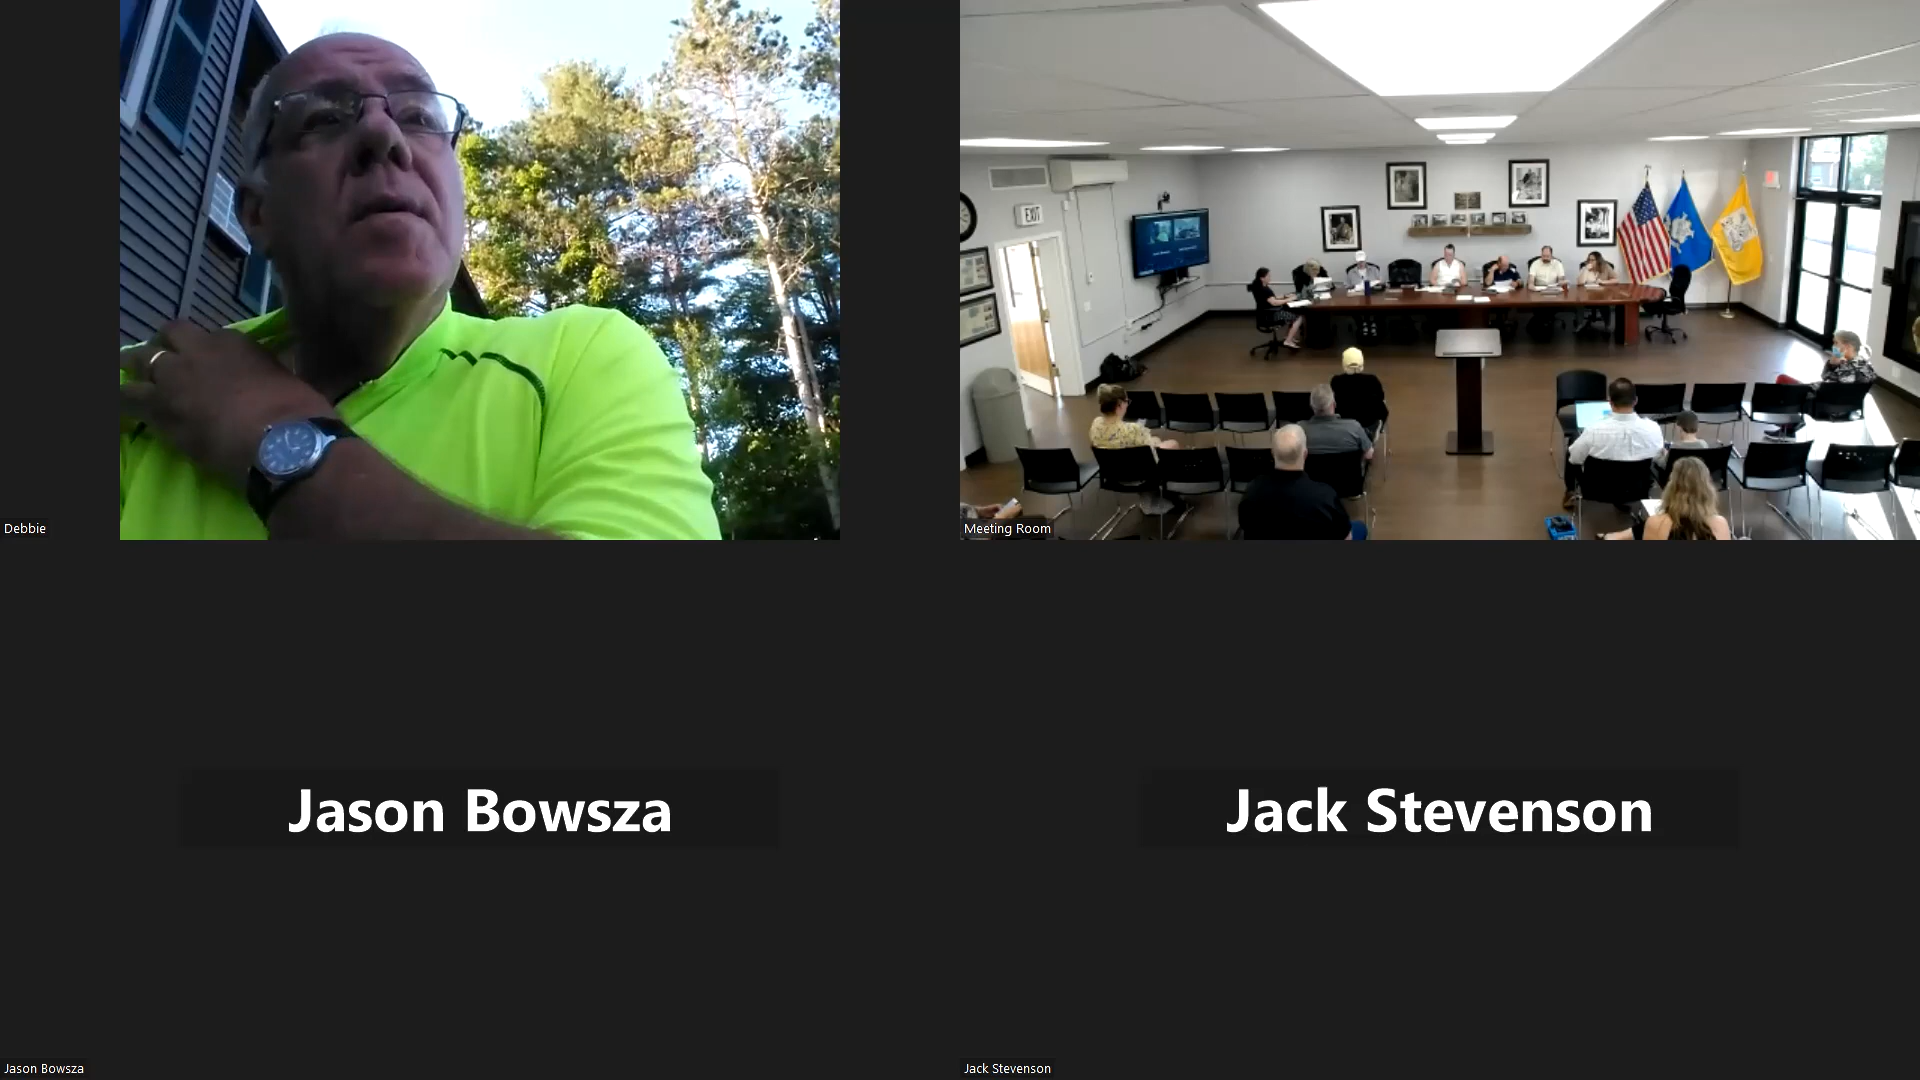 EXIT
Debbie
Meeting Room
Jason Bowsza
Jack Stevenson
Jason Bowsza
Jack Stevenson